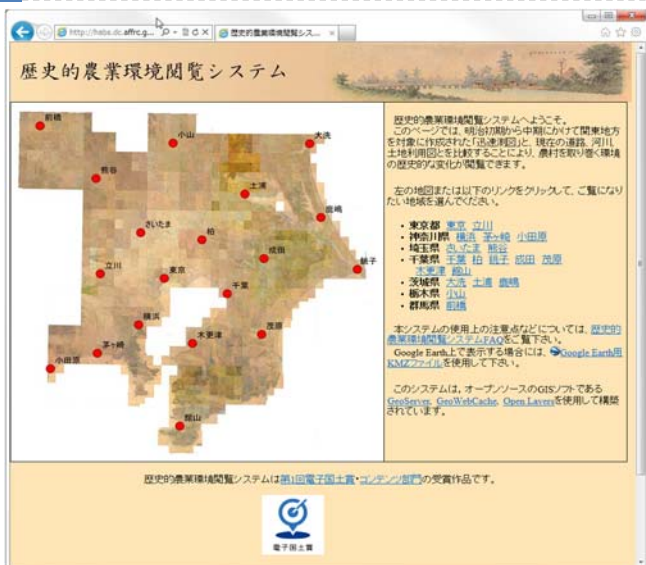 http://habs.dc.affrc.g...
歴史的農業環境閲覧シス...
歴史的農業環境閲覧システム
前橋
小山
大洗
熊谷
土浦
鹿嶋
さいたま
柏
成田
銚子
立川
東京
千葉
横浜
木更津
茂原
茅ヶ崎
小田原
館山
歴史的農業環境閲覧システムへようこそ。
このページでは、明治初期から中期にかけて関東地方
を対象に作成された「迅速測図」と、現在の道路、河川、
土地利用図とを比較することにより、農村を取り巻く環境
の歴史的な変化が閲覧できます。
左の地図または以下のリンクをクリックして、ご覧になり
たい地域を選んでください。
・東京都 東京 立川
・神奈川県 横浜 茅ヶ崎 小田原
・埼玉県 さいたま 熊谷
・千葉県 千葉 柏 銚子 成田 茂原
木更津 館山
・茨城県 大洗 土浦 鹿嶋
・栃木県 小山
・群馬県 前橋
本システムの使用上の注意点などについては、歴史的
農業環境閲覧システムFAQをご覧下さい。
Google Earth上で表示する場合には、Google Earth用
KMZファイルを使用して下さい。
このシステムは、オープンソースのGISソフトである
GeoServer, GeoWebCache, Open Layersを使用して構築
されています。
歴史的農業環境閲覧システムは第1回電子国土賞・コンテンツ部門の受賞作品です。
電子国土賞